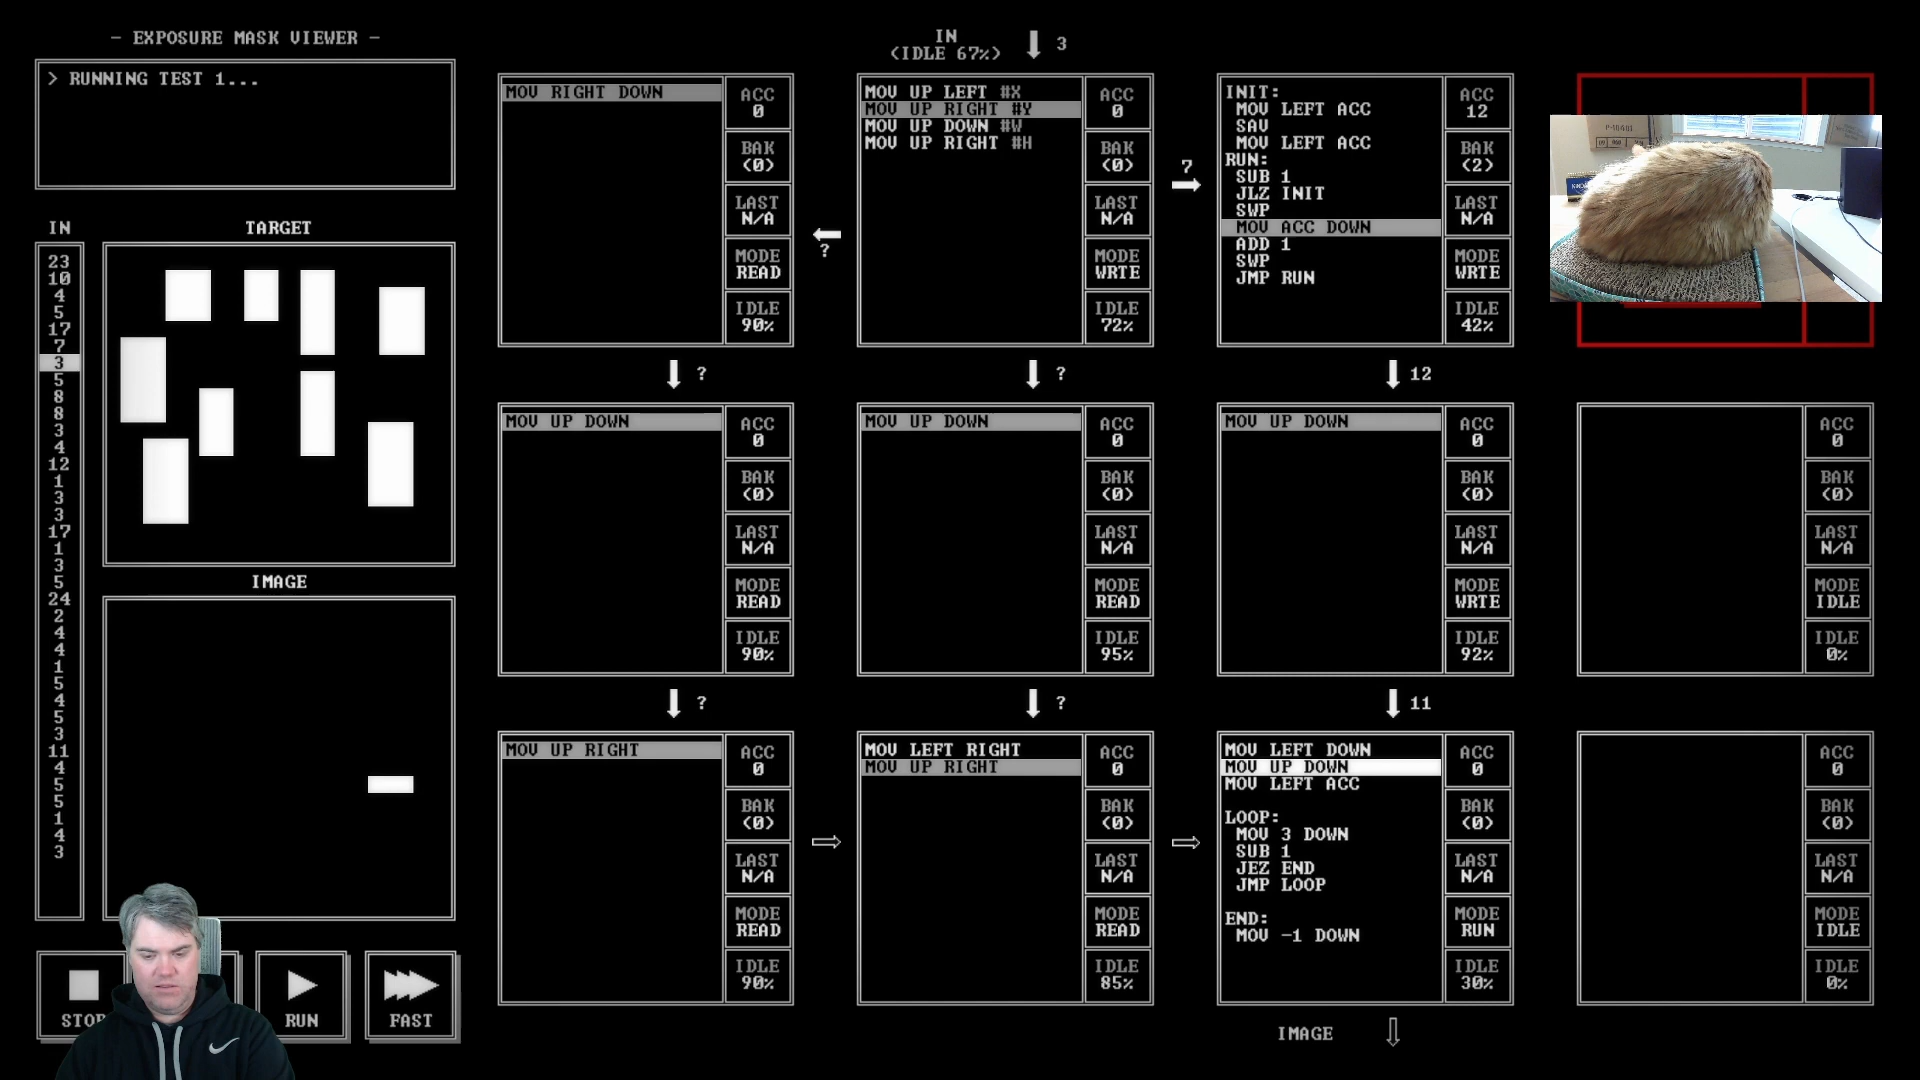 - EXPOSURE MASK VIEWER -
> RUNNING TEST 1...
IN
23
10
4
5
17
7
3
5
8
8
3
4
12
1
3
3
17
1
3
5
24
2
4
4
1
5
4
5
3
11
4
5
5
1
4
3
TARGET
IMAGE
RUN
FAST
IN
(IDLE 67%)
3
MOV RIGHT DOWN
ACC
0
BAK
(0)
LAST
N/A
MODE
READ
IDLE
90%
?
MOV UP LEFT #X
MOV UP RIGHT #Y
MOV UP DOWN #W
MOV UP RIGHT #H
ACC
0
BAK
(0)
LAST
N/A
MODE
WRTE
IDLE
72%
7
INIT:
MOV LEFT ACC
SAV
MOV LEFT ACC
RUN:
SUB 1
JLZ INIT
SWP
MOV ACC DOWN
ADD 1
SWP
JMP RUN
ACC
12
BAK
(2)
LAST
N/A
MODE
WRTE
IDLE
42%
P-10401
?
?
12
MOV UP DOWN
ACC
0
BAK
(0)
LAST
N/A
MODE
READ
IDLE
90%
MOV UP DOWN
ACC
0
BAK
(0)
LAST
N/A
MODE
READ
IDLE
95%
MOV UP DOWN
ACC
0
BAK
(0)
LAST
N/A
MODE
WRTE
IDLE
92%
ACC
0
BAK
(0)
LAST
N/A
MODE
IDLE
IDLE
0%
?
?
11
MOV UP RIGHT
ACC
0
BAK
(0)
LAST
N/A
MODE
READ
IDLE
90%
MOV LEFT RIGHT
MOV UP RIGHT
ACC
0
BAK
(0)
LAST
N/A
MODE
READ
IDLE
85%
MOV LEFT DOWN
MOV UP DOWN
MOV LEFT ACC
LOOP:
MOV 3 DOWN
SUB 1
JEZ END
JMP LOOP
END:
MOV -1 DOWN
ACC
0
BAK
(0)
LAST
N/A
MODE
RUN
IDLE
30%
ACC
0
BAK
(0)
LAST
N/A
MODE
IDLE
IDLE
0%
IMAGE